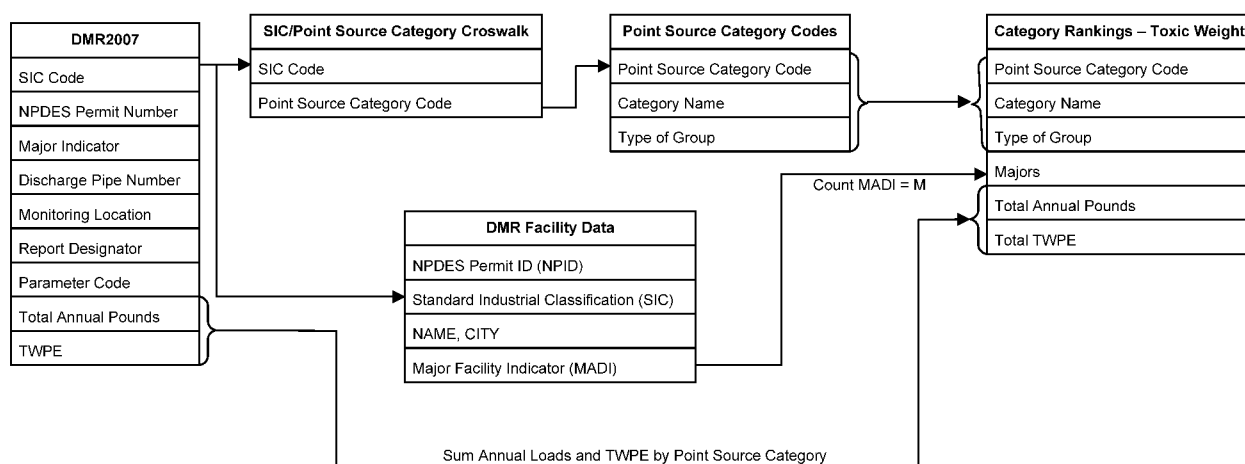 DMR2007
SIC Code
NPDES Permit Number
Major Indicator
Discharge Pipe Number
Monitoring Location
Report Designator
Parameter Code
Total Annual Pounds
TWPE
SIC/Point Source Category Croswalk
SIC Code
Point Source Category Code
Point Source Category Codes
Point Source Category Code
Category Name
Type of Group
Category Rankings – Toxic Weight
Point Source Category Code
Category Name
Type of Group
Majors
Total Annual Pounds
Total TWPE
Count MADI = M
DMR Facility Data
NPDES Permit ID (NPID)
Standard Industrial Classification (SIC)
NAME, CITY
Major Facility Indicator (MADI)
Sum Annual Loads and TWPE by Point Source Category